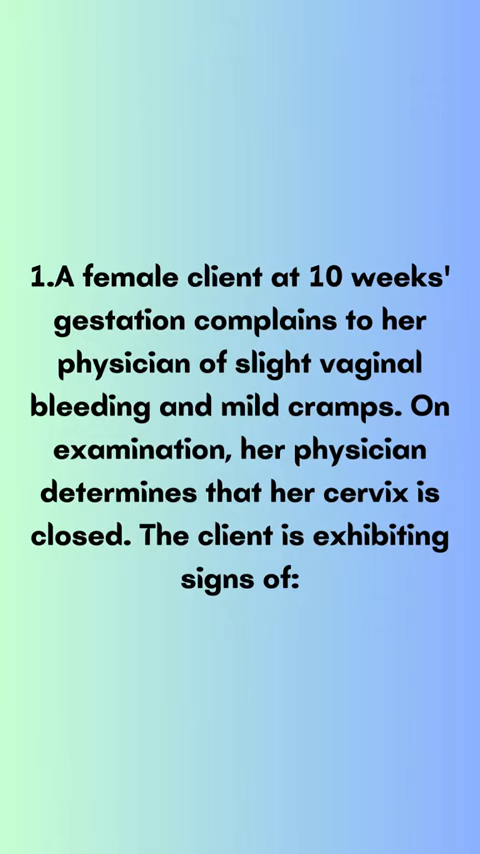 1.A female client at 10 weeks'
gestation complains to her
physician of slight vaginal
bleeding and mild cramps. On
examination, her physician
determines that her cervix is
closed. The client is exhibiting
signs of: